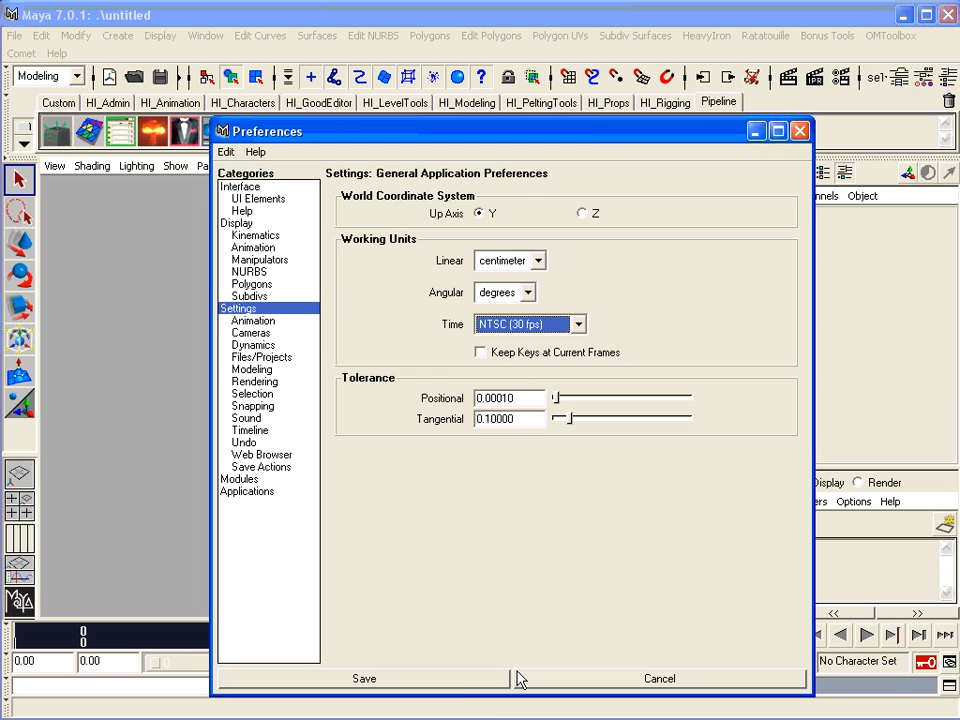 Maya 7.0.1: .\untitled
File Edit Modify Create Display Window Edit Curves Surfaces Edit NURBS Polygons Edit Polygons Polygon UVs Subdiv Surfaces HeavyIron Ratatouille Bonus Tools OMToolbox
Comet Help
Modeling
sel
Custom HI_Admin HI_Animation HI_Characters HI_GoodEditor HI_LevelTools HI_Modeling HI_PeltingTools HI_Props HI_Rigging Pipeline
Preferences
Edit Help
View Shading Lighting Show Pa
nnels Object
Categories
Interface
UI Elements
Help
Display
Kinematics
Animation
Manipulators
NURBS
Polygons
Subdivs
Settings
Animation
Cameras
Dynamics
Files/Projects
Modeling
Rendering
Selection
Snapping
Sound
Timeline
Undo
Web Browser
Save Actions
Modules
Applications
Settings: General Application Preferences
World Coordinate System
Up Axis Y Z
Working Units
Linear centimeter
Angular degrees
Time NTSC (30 fps)
Keep Keys at Current Frames
Tolerance
Positional 0.00010
Tangential 0.10000
Save Cancel
Display Render
ers Options Help
<< >>
0
0
0.00 0.00
No Character Set
MAYA